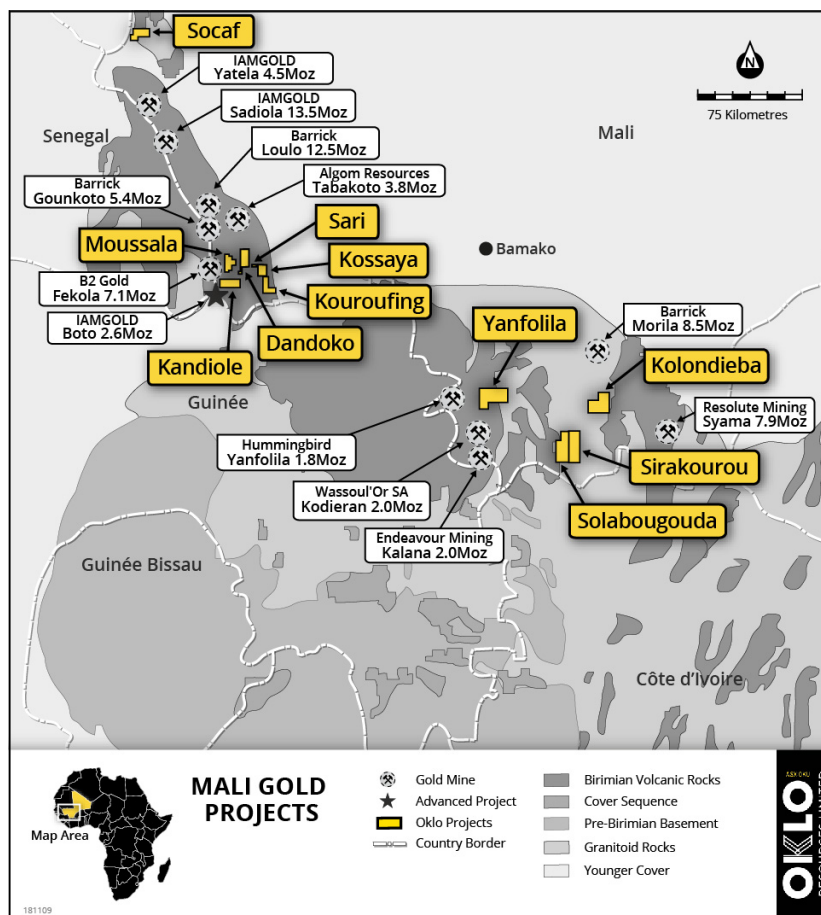 Socaf
IAMGOLD
Yatela 4.5Moz
N
75 Kilometres
IAMGOLD
Sadiola 13.5Moz
Senegal
Mali
Barrick
Loulo 12.5Moz
Algom Resources
Tabakoto 3.8Moz
Barrick
Gounkoto 5.4Moz
Sari
Moussala
Kossaya
Bamako
B2 Gold
Fekola 7.1Moz
Kouroufing
IAMGOLD
Boto 2.6Moz
Dandoko
Yanfolila
Barrick
Morila 8.5Moz
Kandiole
Kolondieba
Guinée
Resolute Mining
Syama 7.9Moz
Hummingbird
Yanfolila 1.8Moz
Sirakourou
Wassoul'Or SA
Kodieran 2.0Moz
Solabougouda
Endeavour Mining
Kalana 2.0Moz
Guinée Bissau
Côte d'Ivoire
Map Area
MALI GOLD
PROJECTS
Gold Mine
Advanced Project
Oklo Projects
Country Border
Birimian Volcanic Rocks
Cover Sequence
Pre-Birimian Basement
Granitoid Rocks
Younger Cover
ASX:OKU
OKLO
181109